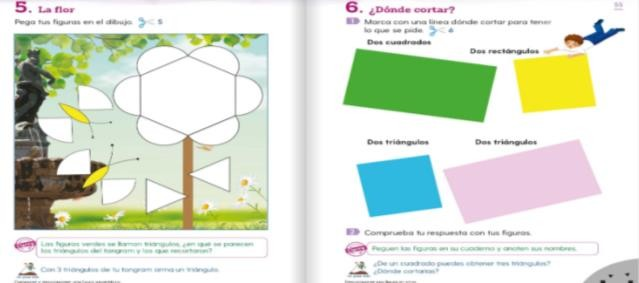 5. La flor
Pega tus figuras en el dibujo. 5
Las figuras verdes se llaman triángulos, ¿en qué se parecen
los triángulos del tangram y los que recortaron?
Con 3 triángulos de tu tangram arma un triángulo.
6. ¿Dónde cortar?
55
1 Marca con una línea dónde cortar para tener
lo que se pide. 6
Dos cuadrados
Dos rectángulos
Dos triángulos
Dos triángulos
2 Comprueba tu respuesta con tus figuras.
Peguen las figuras en su cuaderno y anoten sus nombres.
¿De un cuadrado puedes obtener tres triángulos?
¿Dónde cortarías?